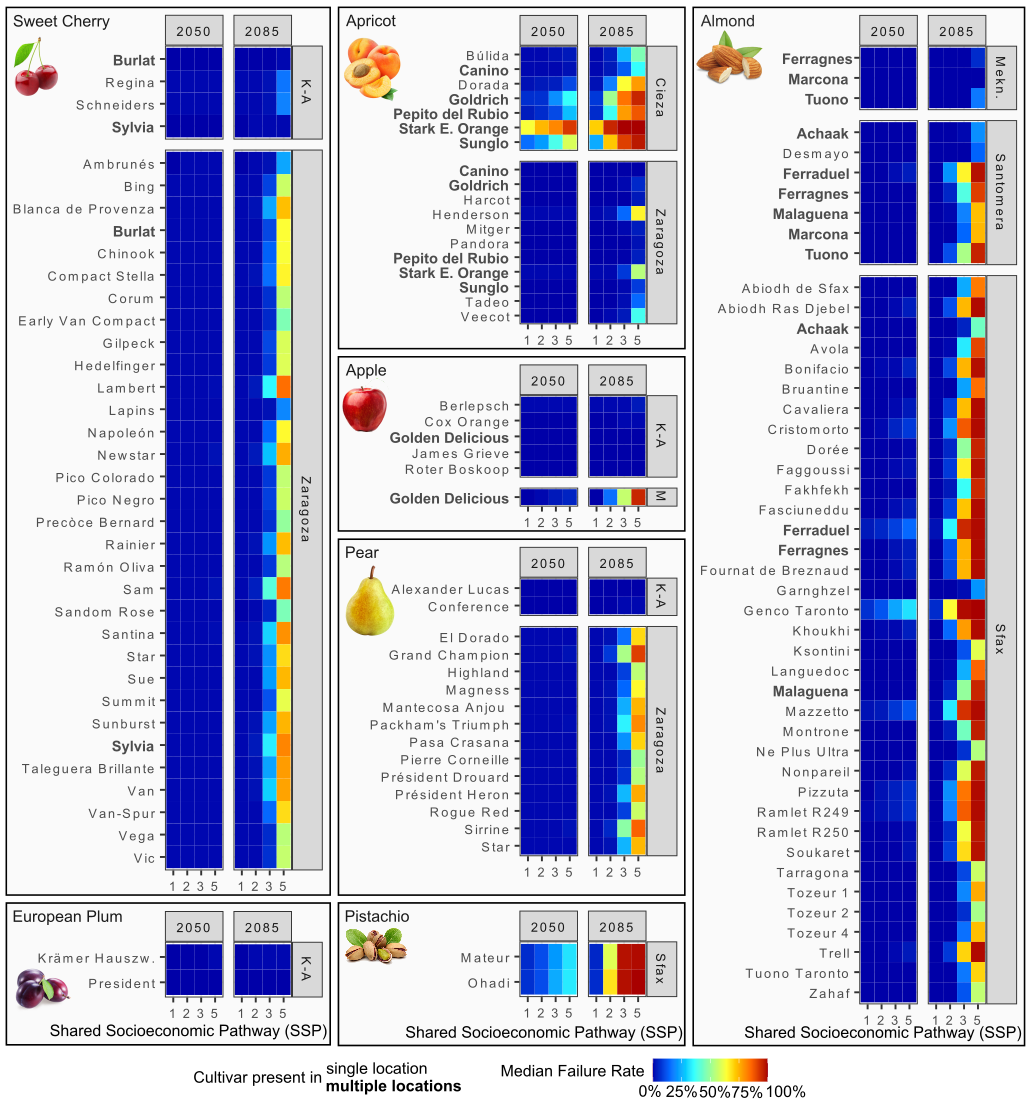 Sweet Cherry
2050
2085
Burlat
Regina
Schneiders
Sylvia
K-A
Ambrunés
Bing
Blanca de Provenza
Burlat
Chinook
Compact Stella
Corum
Early Van Compact
Gilpeck
Hedelfinger
Lambert
Lapins
Napoleón
Newstar
Pico Colorado
Pico Negro
Precòce Bernard
Rainier
Ramón Oliva
Sam
Sandom Rose
Santina
Star
Sue
Summit
Sunburst
Sylvia
Taleguera Brillante
Van
Van-Spur
Vega
Vic
Zaragoza
1 2 3 5
1 2 3 5
European Plum
2050
2085
Krämer Hauszw.
President
K-A
1 2 3 5
1 2 3 5
Shared Socioeconomic Pathway (SSP)
Apricot
2050
2085
Búlida
Canino
Dorada
Goldrich
Pepito del Rubio
Stark E. Orange
Sunglo
Cieza
Canino
Goldrich
Harcot
Henderson
Mitger
Pandora
Pepito del Rubio
Stark E. Orange
Sunglo
Tadeo
Veecot
Zaragoza
1 2 3 5
1 2 3 5
Apple
2050
2085
Berlepsch
Cox Orange
Golden Delicious
James Grieve
Roter Boskoop
K-A
Golden Delicious
M
1 2 3 5
1 2 3 5
Pear
2050
2085
Alexander Lucas
Conference
K-A
El Dorado
Grand Champion
Highland
Magness
Mantecosa Anjou
Packham's Triumph
Pasa Crasana
Pierre Corneille
Président Drouard
Président Heron
Rogue Red
Sirrine
Star
Zaragoza
1 2 3 5
1 2 3 5
Pistachio
2050
2085
Mateur
Ohadi
Sfax
1 2 3 5
1 2 3 5
Shared Socioeconomic Pathway (SSP)
Almond
2050
2085
Ferragnes
Marcona
Tuono
Mekn.
Achaak
Desmayo
Ferraduel
Ferragnes
Malaguena
Marcona
Tuono
Santomera
Abiodh de Sfax
Abiodh Ras Djebel
Achaak
Avola
Bonifacio
Bruantine
Cavaliera
Cristomorto
Dorée
Faggoussi
Fakhfekh
Fasciuneddu
Ferraduel
Ferragnes
Fournat de Breznaud
Garnghzel
Genco Taronto
Khoukhi
Ksontini
Languedoc
Malaguena
Mazzetto
Montrone
Ne Plus Ultra
Nonpareil
Pizzuta
Ramlet R249
Ramlet R250
Soukaret
Tarragona
Tozeur 1
Tozeur 2
Tozeur 4
Trell
Tuono Taronto
Zahaf
Sfax
1 2 3 5
1 2 3 5
Shared Socioeconomic Pathway (SSP)
Cultivar present in
single location
multiple locations
Median Failure Rate
0% 25% 50% 75% 100%